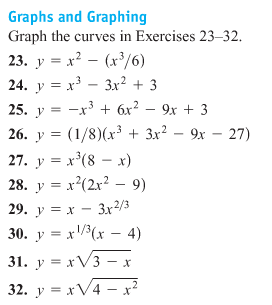 Graphs and Graphing
Graph the curves in Exercises 23–32.
23. y = x² − (x³/6)
24. y = x³ − 3x² + 3
25. y = −x³ + 6x² − 9x + 3
26. y = (1/8)(x³ + 3x² − 9x − 27)
27. y = x³(8 − x)
28. y = x²(2x² − 9)
29. y = x − 3x^{2/3}
30. y = x^{1/3}(x − 4)
31. y = x√(3 − x)
32. y = x√(4 − x²)